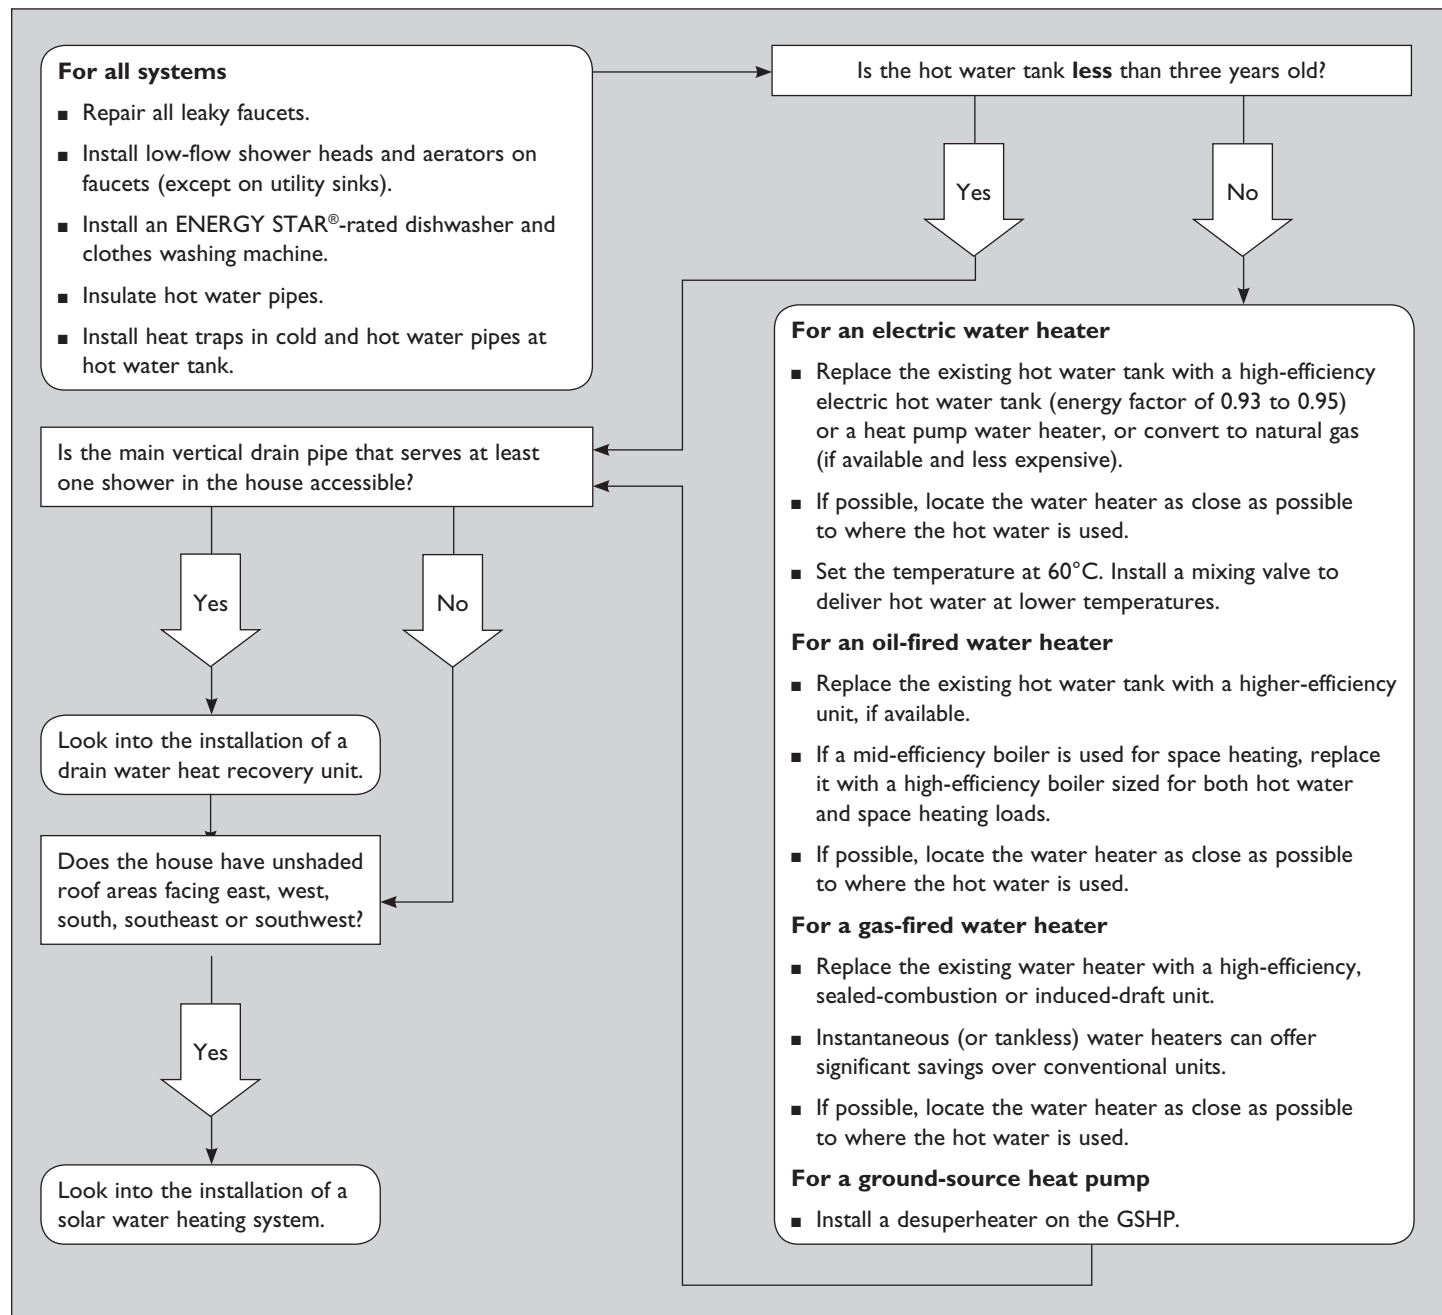 For all systems
■ Repair all leaky faucets.
■ Install low-flow shower heads and aerators on
faucets (except on utility sinks).
■ Install an ENERGY STAR®-rated dishwasher and
clothes washing machine.
■ Insulate hot water pipes.
■ Install heat traps in cold and hot water pipes at
hot water tank.
Is the hot water tank less than three years old?
Yes
No
For an electric water heater
■ Replace the existing hot water tank with a high-efficiency
electric hot water tank (energy factor of 0.93 to 0.95)
or a heat pump water heater, or convert to natural gas
(if available and less expensive).
■ If possible, locate the water heater as close as possible
to where the hot water is used.
■ Set the temperature at 60°C. Install a mixing valve to
deliver hot water at lower temperatures.
For an oil-fired water heater
■ Replace the existing hot water tank with a higher-efficiency
unit, if available.
■ If a mid-efficiency boiler is used for space heating, replace
it with a high-efficiency boiler sized for both hot water
and space heating loads.
■ If possible, locate the water heater as close as possible
to where the hot water is used.
For a gas-fired water heater
■ Replace the existing water heater with a high-efficiency,
sealed-combustion or induced-draft unit.
■ Instantaneous (or tankless) water heaters can offer
significant savings over conventional units.
■ If possible, locate the water heater as close as possible
to where the hot water is used.
For a ground-source heat pump
■ Install a desuperheater on the GSHP.
Is the main vertical drain pipe that serves at least
one shower in the house accessible?
Yes
No
Look into the installation of a
drain water heat recovery unit.
Does the house have unshaded
roof areas facing east, west,
south, southeast or southwest?
Yes
Look into the installation of a
solar water heating system.